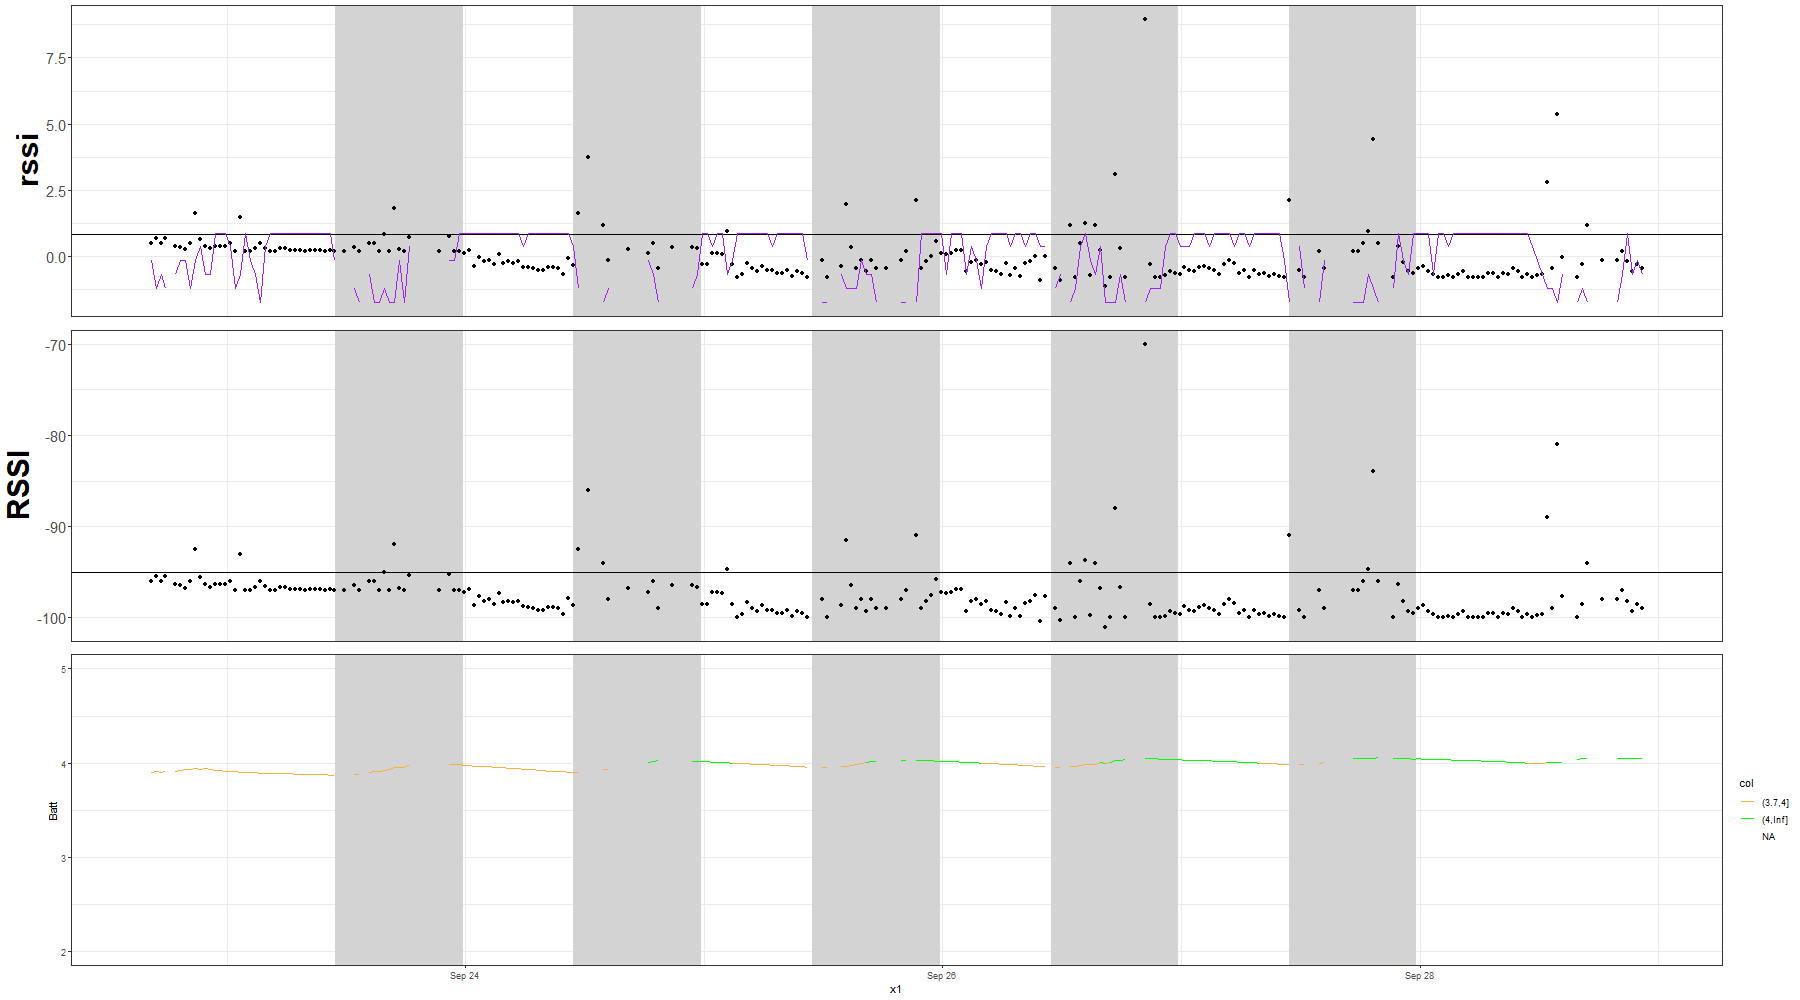 rssi
7.5
5.0
2.5
0.0
RSSI
-70
-80
-90
-100
Batt
5
4
3
2
Sep 24
Sep 26
Sep 28
x1
col
(3.7,4]
(4,Inf]
NA